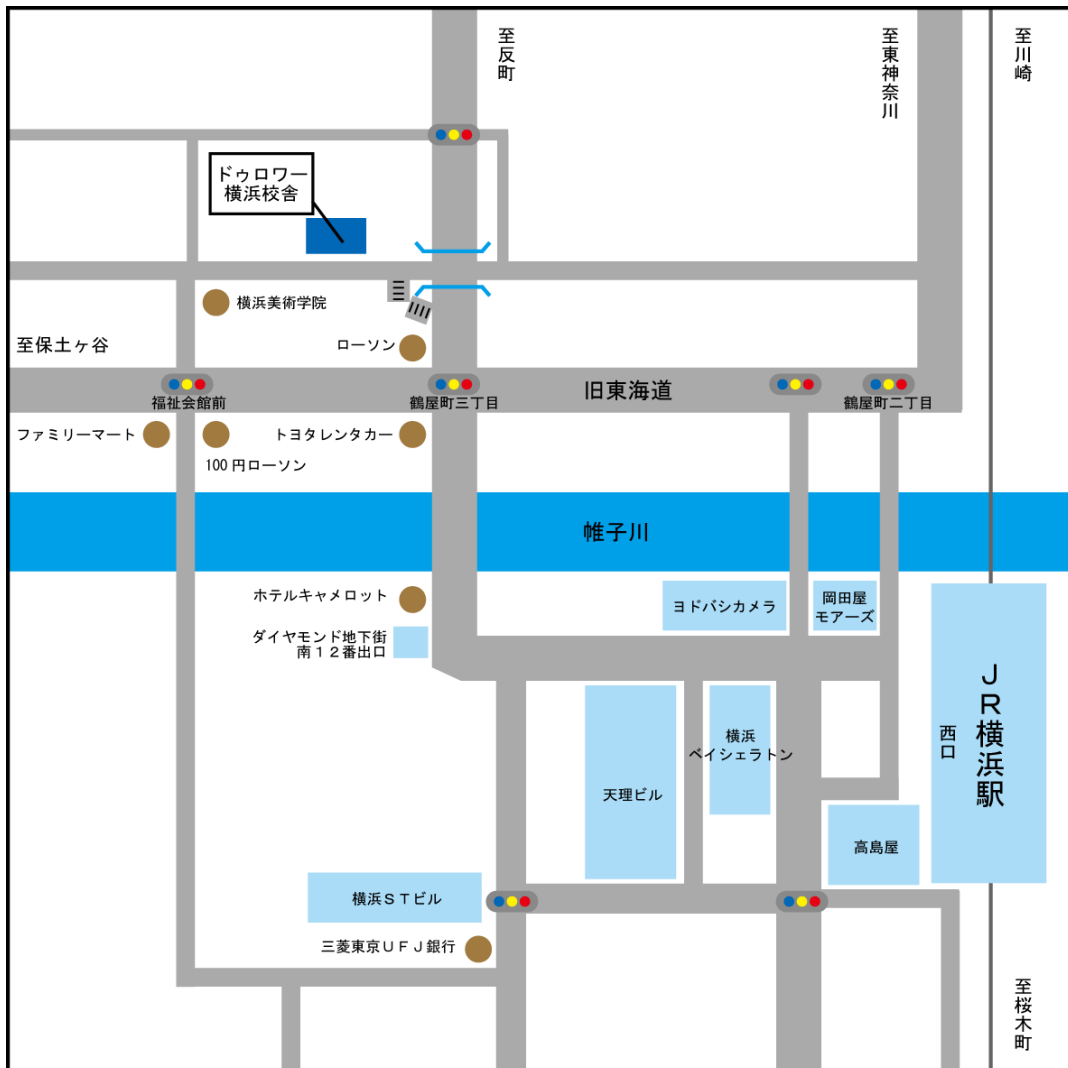 至反町
至東神奈川
至川崎
ドゥロワー
横浜校舎
横浜美術学院
至保土ヶ谷
ローソン
旧東海道
福祉会館前
鶴屋町三丁目
鶴屋町二丁目
ファミリーマート
トヨタレンタカー
100円ローソン
帷子川
ホテルキャメロット
ヨドバシカメラ
岡田屋
モアーズ
ダイヤモンド地下街
南12番出口
JR横浜駅
西口
横浜
ベイシェラトン
天理ビル
高島屋
横浜STビル
三菱東京UFJ銀行
至桜木町